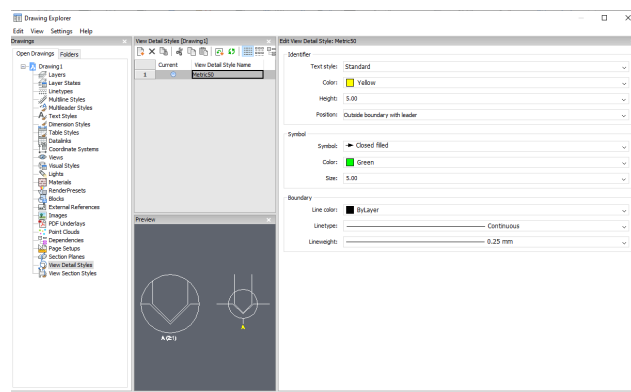 Drawing Explorer
Edit View Settings Help
Drawings
Open Drawings Folders
Drawing1
Layers
Layer States
Linetypes
Multiline Styles
Multileader Styles
Text Styles
Dimension Styles
Table Styles
Datalinks
Coordinate Systems
Views
Visual Styles
Lights
Materials
RenderPresets
Blocks
External References
Images
PDF Underlays
Point Clouds
Dependencies
Page Setups
Section Planes
View Detail Styles
View Section Styles
View Detail Styles [Drawing1]
Current View Detail Style Name
1 Metric50
Preview
A (2:1)
A
Edit View Detail Style: Metric50
Identifier
Text style: Standard
Color: Yellow
Height: 5.00
Position: Outside boundary with leader
Symbol
Symbol: Closed filled
Color: Green
Size: 5.00
Boundary
Line color: ByLayer
Linetype: Continuous
Lineweight: 0.25 mm